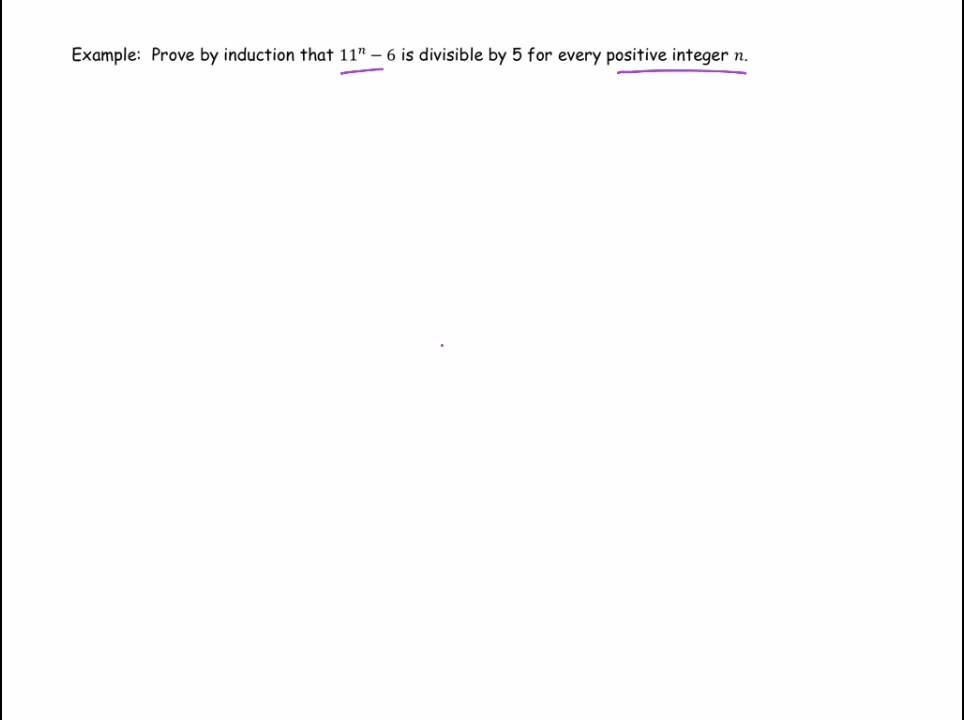 Example: Prove by induction that 11ⁿ – 6 is divisible by 5 for every positive integer n.